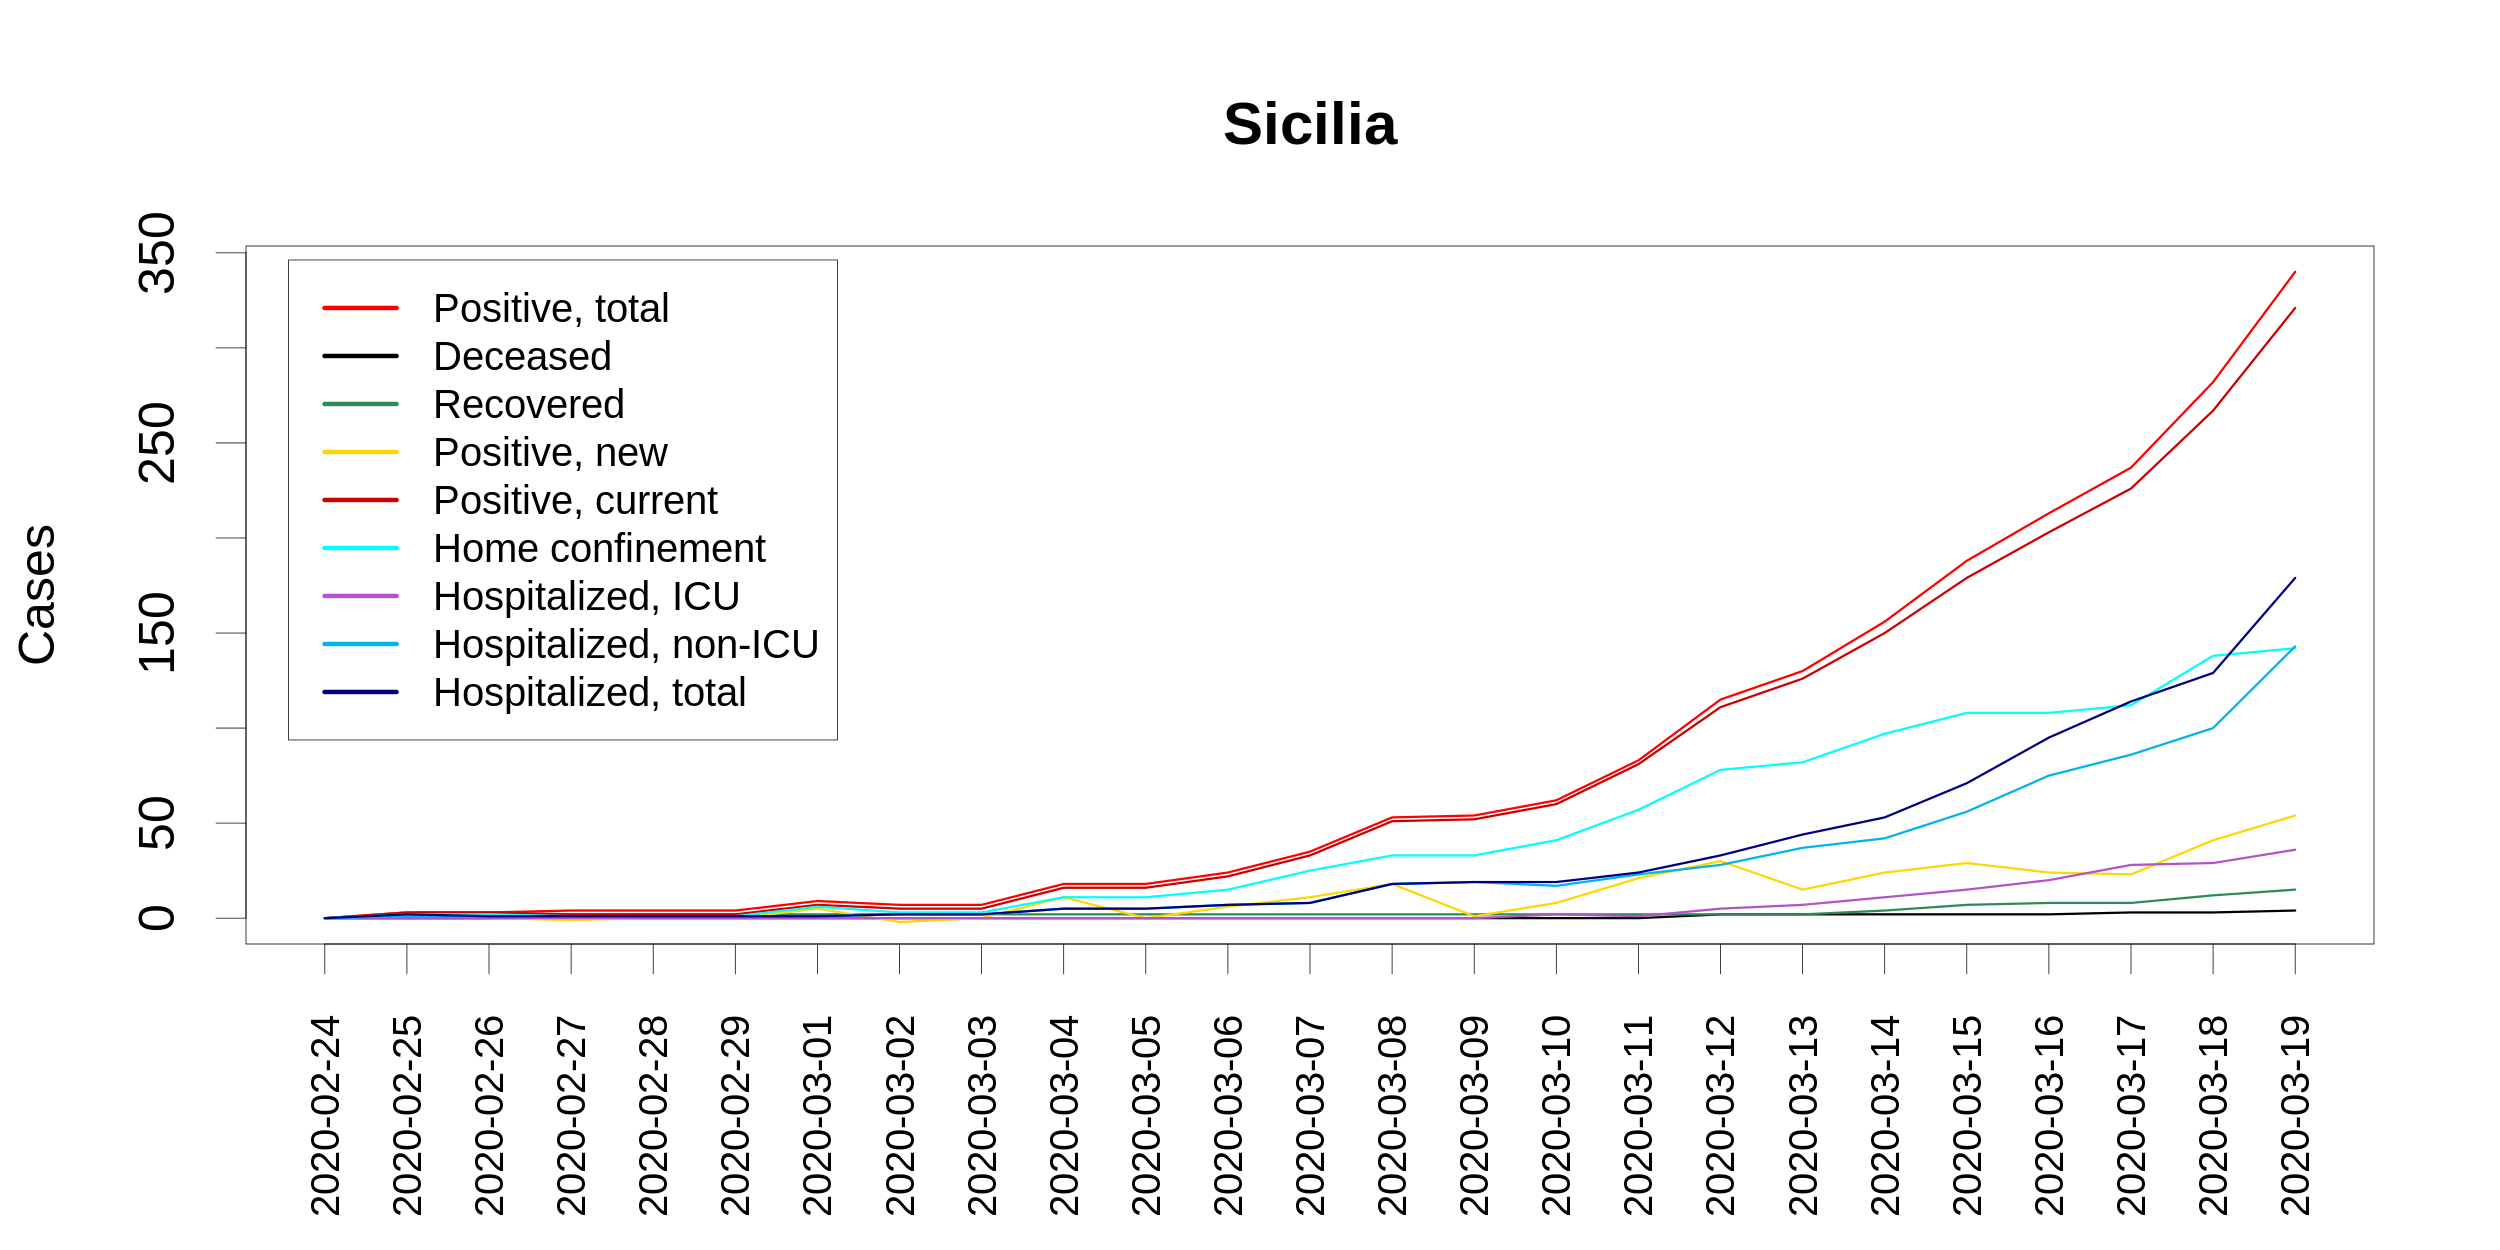 Sicilia
Cases
350
250
150
50
0
Positive, total
Deceased
Recovered
Positive, new
Positive, current
Home confinement
Hospitalized, ICU
Hospitalized, non-ICU
Hospitalized, total
2020-02-24
2020-02-25
2020-02-26
2020-02-27
2020-02-28
2020-02-29
2020-03-01
2020-03-02
2020-03-03
2020-03-04
2020-03-05
2020-03-06
2020-03-07
2020-03-08
2020-03-09
2020-03-10
2020-03-11
2020-03-12
2020-03-13
2020-03-14
2020-03-15
2020-03-16
2020-03-17
2020-03-18
2020-03-19